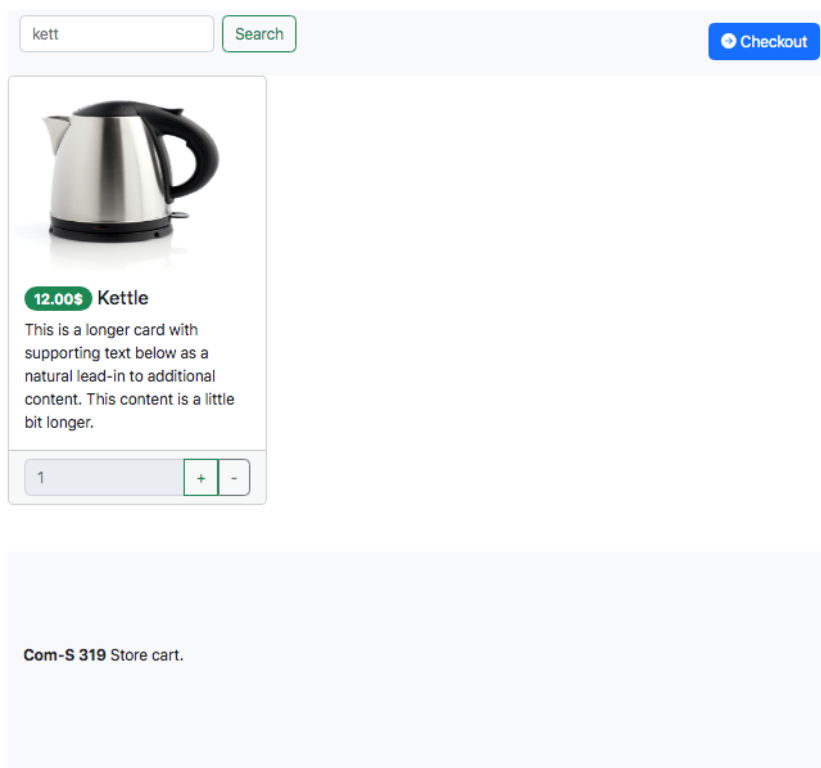 kett
Search
Checkout
12.00$ Kettle
This is a longer card with
supporting text below as a
natural lead-in to additional
content. This content is a little
bit longer.
1
+
-
Com-S 319 Store cart.